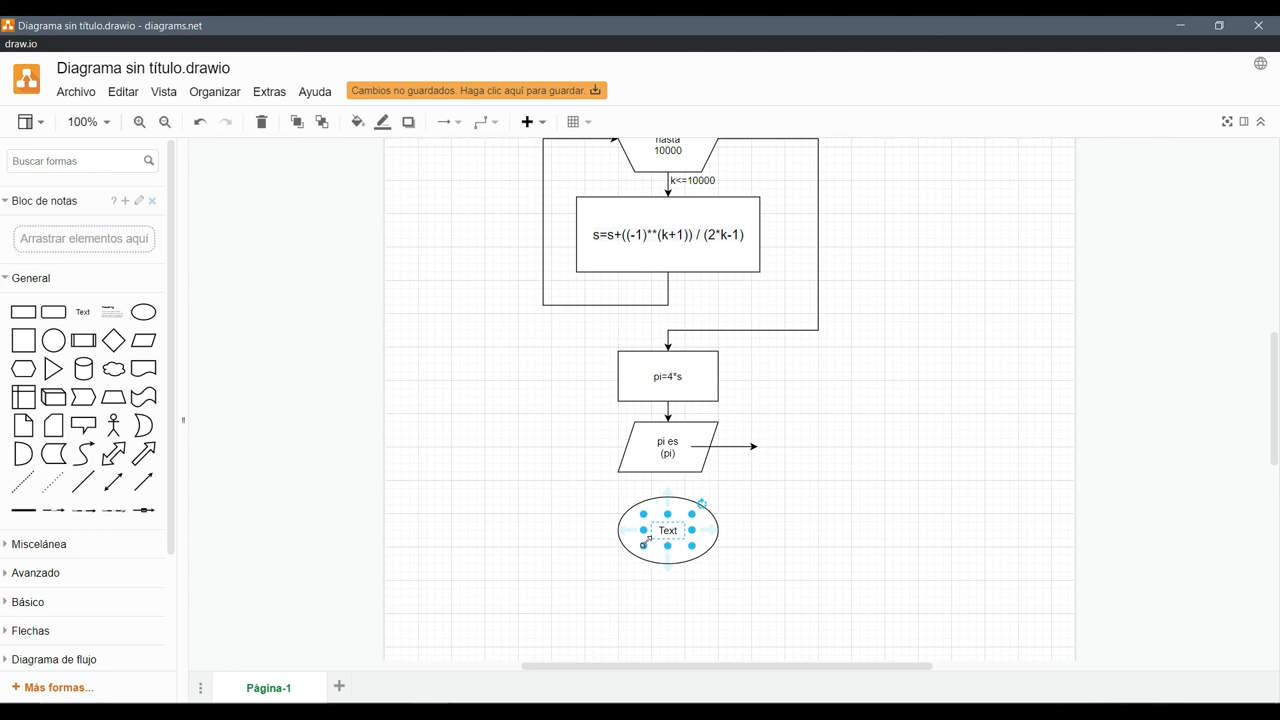 Diagrama sin título.drawio - diagrams.net
draw.io
Diagrama sin título.drawio
Archivo Editar Vista Organizar Extras Ayuda
Cambios no guardados. Haga clic aquí para guardar.
100%
Buscar formas
Bloc de notas
?
Arrastrar elementos aquí
General
Text
Heading
Misceláneа
Avanzado
Básico
Flechas
Diagrama de flujo
+ Más formas...
hasta
10000
k<=10000
s=s+((-1)**(k+1)) / (2*k-1)
pi=4*s
pi es
(pi)
Text
Página-1